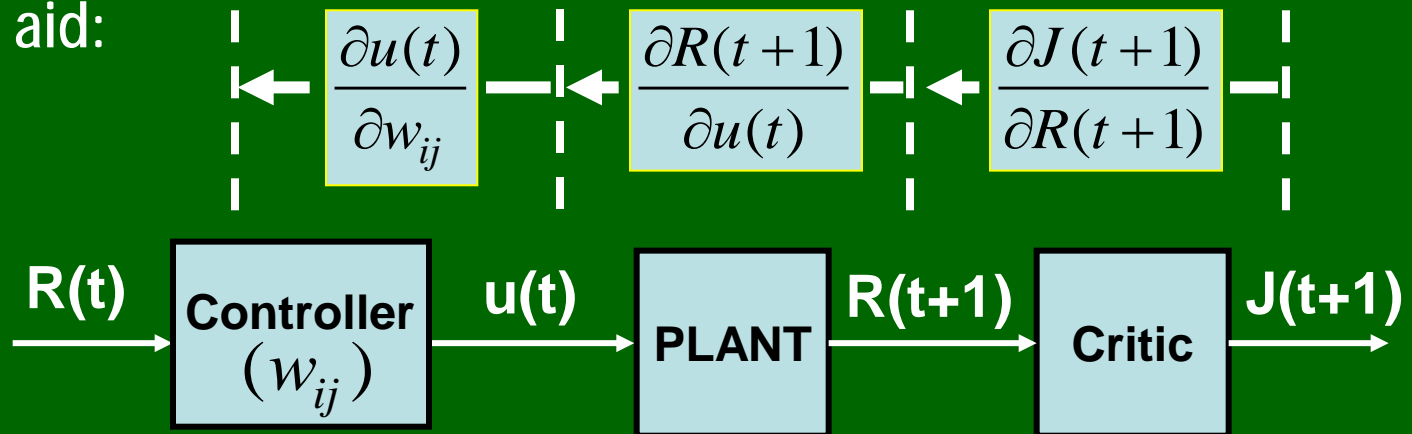 aid:
∂u(t)
∂w_ij
∂R(t+1)
∂u(t)
∂J(t+1)
∂R(t+1)
R(t)
Controller
(w_ij)
u(t)
PLANT
R(t+1)
Critic
J(t+1)